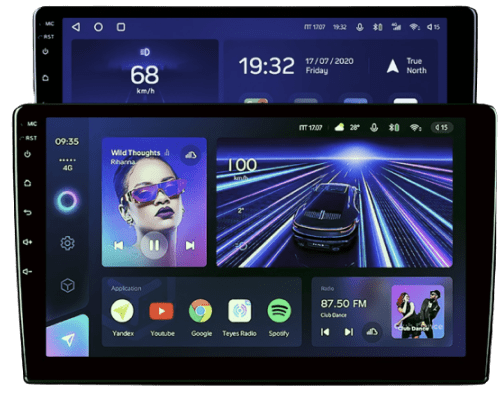 MIC
RST
ПТ 17.07 19:32 15
68
km/h
19:32
17 / 07 / 2020
Friday
True
North
MIC
RST
09:35
4G
ПТ 17.07 28° 15
Wild Thoughts
Rihanna
100
km/h
2°
Application
Yandex
Youtube
Google
Teyes Radio
Spotify
Radio
87.50 FM
Club Dance
Club Dance